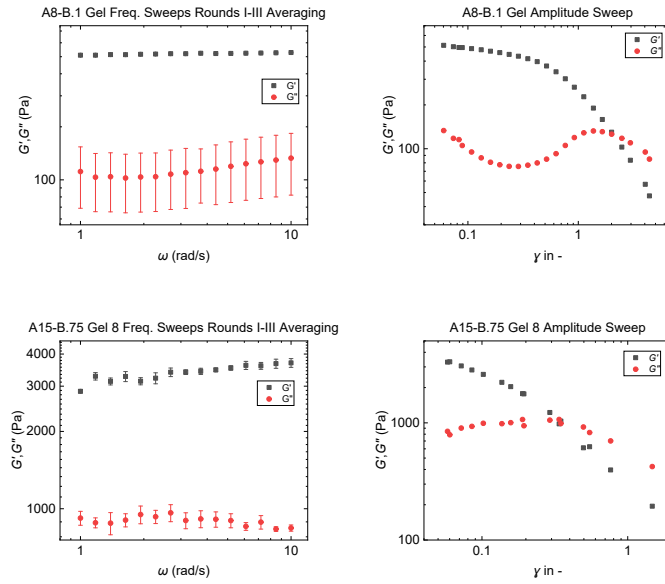 A8-B.1 Gel Freq. Sweeps Rounds I-III Averaging
G',G" (Pa)
100
G'
G"
1
10
ω (rad/s)
A8-B.1 Gel Amplitude Sweep
G',G" (Pa)
100
G'
G"
0.1
1
γ in -
A15-B.75 Gel 8 Freq. Sweeps Rounds I-III Averaging
G',G" (Pa)
4000
3000
2000
1000
G'
G"
1
10
ω (rad/s)
A15-B.75 Gel 8 Amplitude Sweep
G',G" (Pa)
1000
100
G'
G"
0.1
1
γ in -